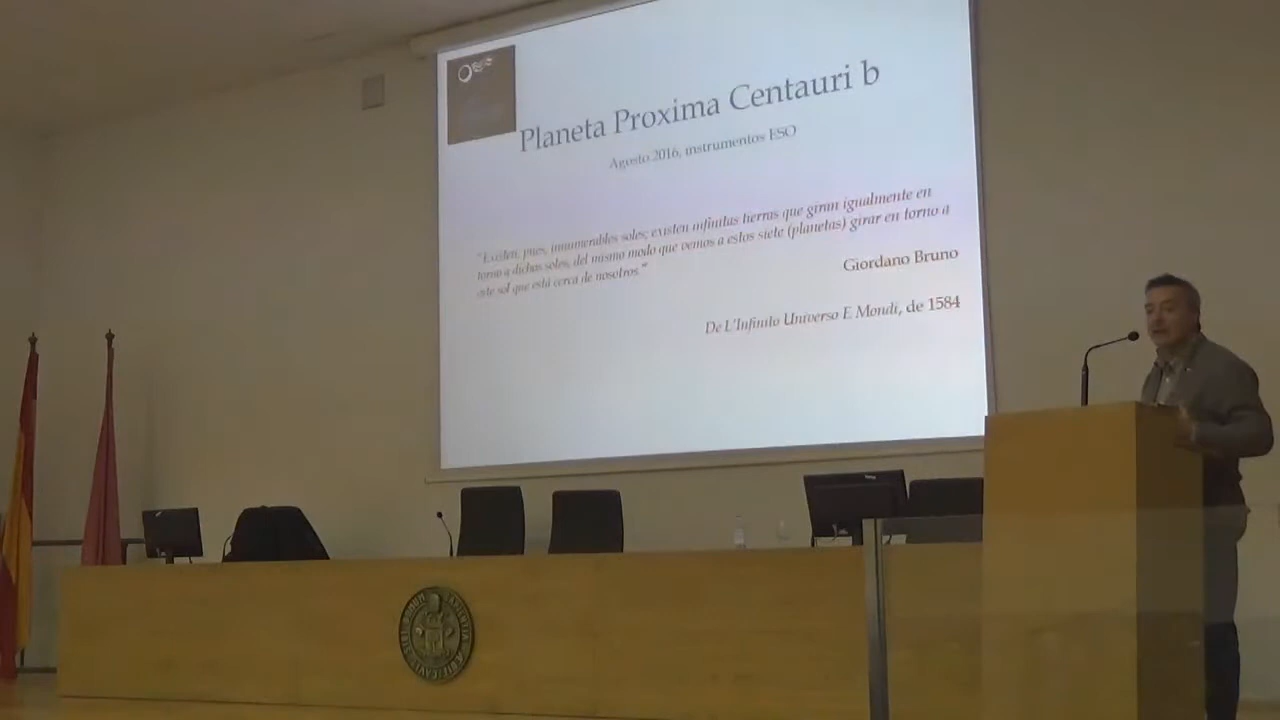 Planeta Proxima Centauri b
Agosto 2016, instrumentos ESO
"Existen, pues, innumerables soles; existen infinitas tierras que giran igualmente en
torno a dichos soles, del mismo modo que vemos a estos siete (planetas) girar en torno a
este sol que está cerca de nosotros."
Giordano Bruno
De L'Infinito Universo E Mondi, de 1584